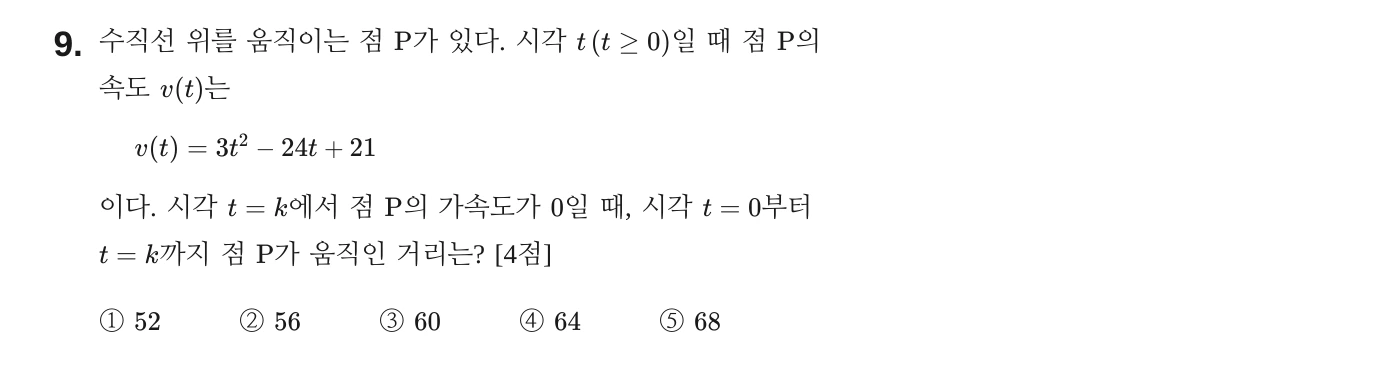 9. 수직선 위를 움직이는 점 P가 있다. 시각 t(t ≥ 0)일 때 점 P의
속도 v(t)는
v(t) = 3t² − 24t + 21
이다. 시각 t = k에서 점 P의 가속도가 0일 때, 시각 t = 0부터
t = k까지 점 P가 움직인 거리는? [4점]
① 52 ② 56 ③ 60 ④ 64 ⑤ 68